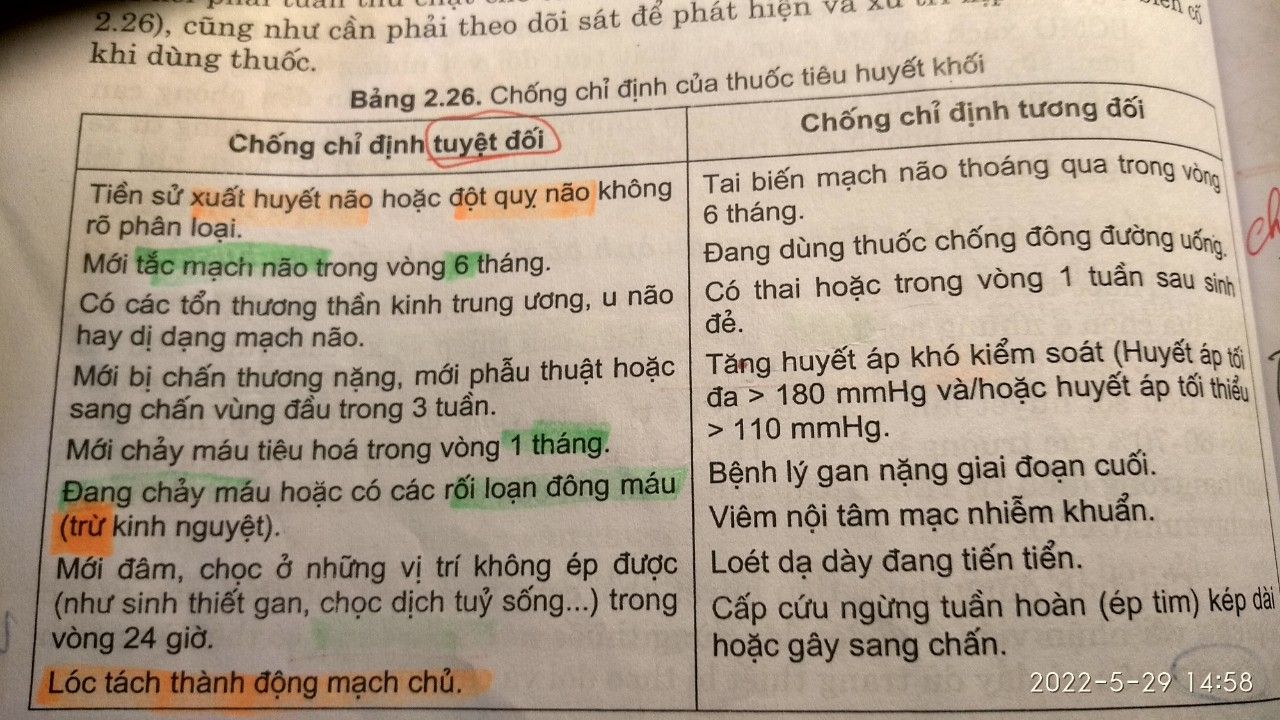 2.26), cũng như cần phải theo dõi sát để phát hiện và xử trí
khi dùng thuốc.
Bảng 2.26. Chống chỉ định của thuốc tiêu huyết khối
Chống chỉ định tuyệt đối
Tiền sử xuất huyết não hoặc đột quỵ não không
rõ phân loại.
Mới tắc mạch não trong vòng 6 tháng.
Có các tổn thương thần kinh trung ương, u não
hay dị dạng mạch não.
Mới bị chấn thương nặng, mới phẫu thuật hoặc
sang chấn vùng đầu trong 3 tuần.
Mới chảy máu tiêu hoá trong vòng 1 tháng.
Đang chảy máu hoặc có các rối loạn đông máu
(trừ kinh nguyệt).
Mới đâm, chọc ở những vị trí không ép được
(như sinh thiết gan, chọc dịch tuỷ sống...) trong
vòng 24 giờ.
Lóc tách thành động mạch chủ.
Chống chỉ định tương đối
Tai biến mạch não thoáng qua trong vòng
6 tháng.
Đang dùng thuốc chống đông đường uống.
Có thai hoặc trong vòng 1 tuần sau sinh
đẻ.
Tăng huyết áp khó kiểm soát (Huyết áp tối
đa > 180 mmHg và/hoặc huyết áp tối thiểu
> 110 mmHg.
Bệnh lý gan nặng giai đoạn cuối.
Viêm nội tâm mạc nhiễm khuẩn.
Loét dạ dày đang tiến tiển.
Cấp cứu ngừng tuần hoàn (ép tim) kép dài
hoặc gây sang chấn.
2022-5-29 14:58